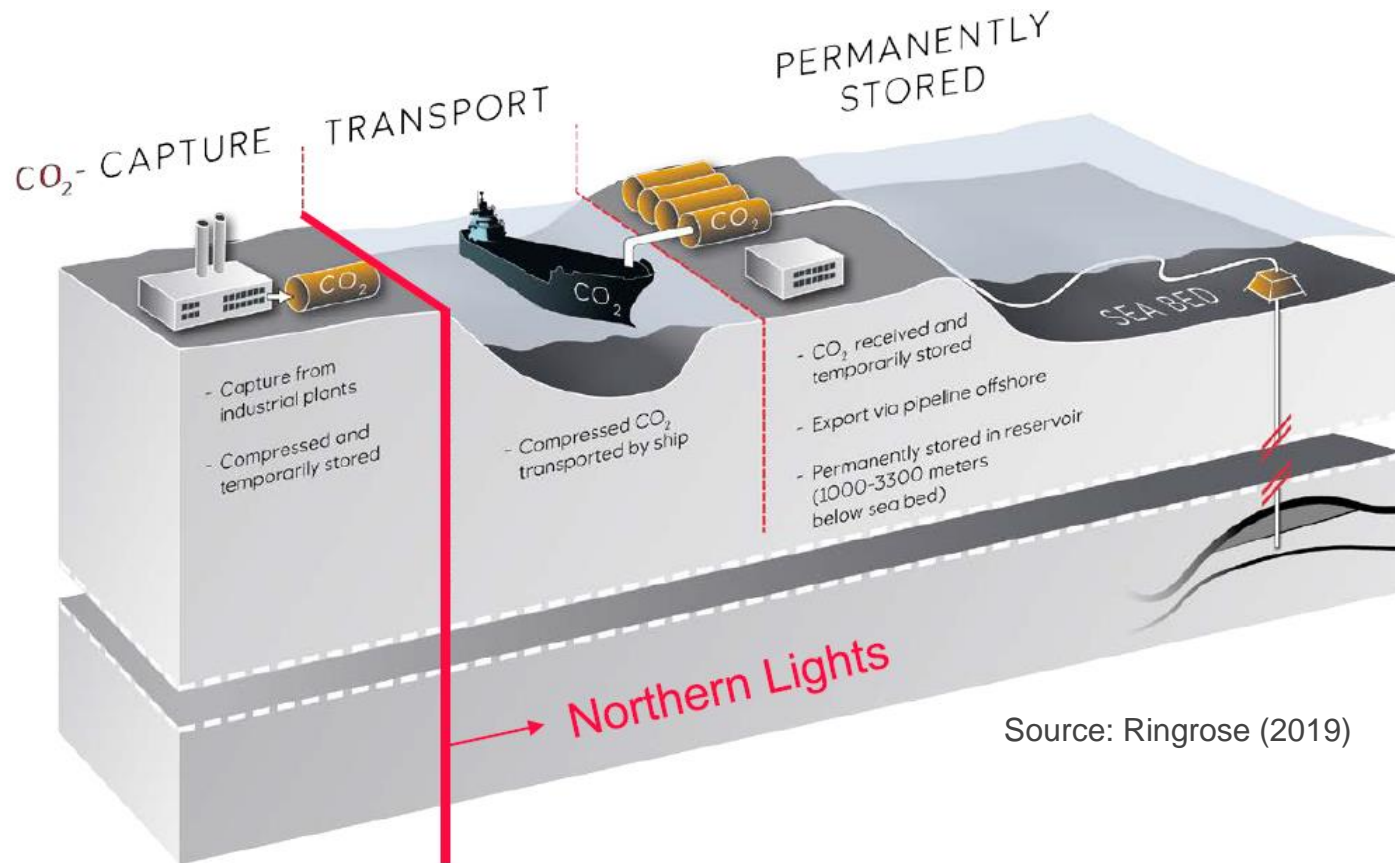 CO₂- CAPTURE
TRANSPORT
PERMANENTLY
STORED
CO₂
CO₂
CO₂
SEA BED
- Capture from
industrial plants
- Compressed and
temporarily stored
- Compressed CO₂
transported by ship
- CO₂ received and
temporarily stored
- Export via pipeline offshore
- Permanently stored in reservoir
(1000-3300 meters
below sea bed)
Northern Lights
Source: Ringrose (2019)